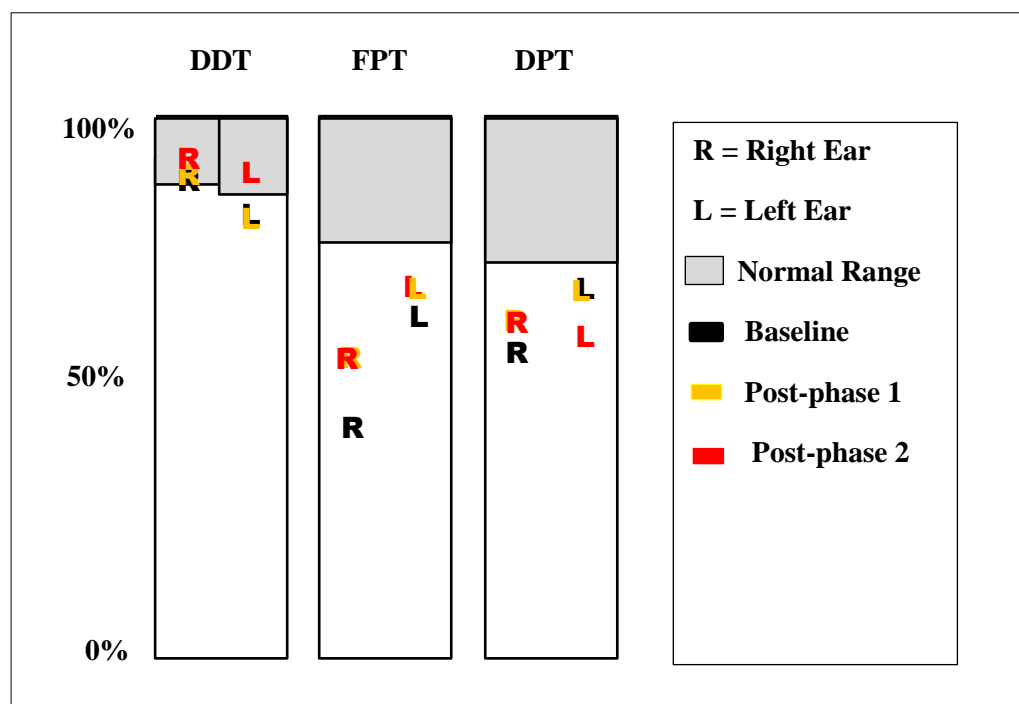 DDT FPT DPT
100%
50%
0%
R R L L
R R L L
R L
R R L L
R
R R L L
R L
R = Right Ear
L = Left Ear
Normal Range
Baseline
Post-phase 1
Post-phase 2